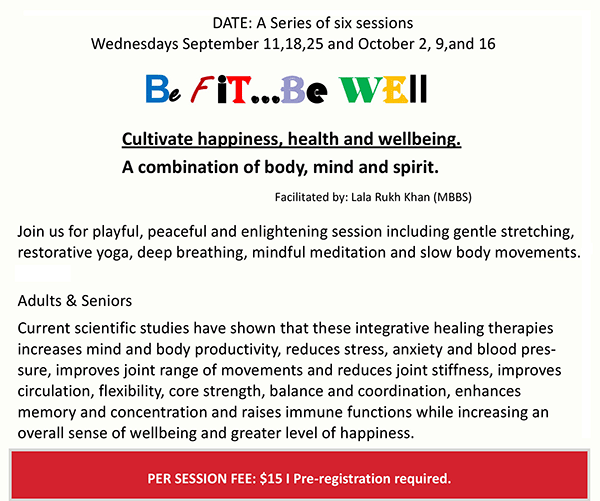 DATE: A Series of six sessions
Wednesdays September 11,18,25 and October 2, 9,and 16
Be FiT...Be WEll
Cultivate happiness, health and wellbeing.
A combination of body, mind and spirit.
Facilitated by: Lala Rukh Khan (MBBS)
Join us for playful, peaceful and enlightening session including gentle stretching,
restorative yoga, deep breathing, mindful meditation and slow body movements.
Adults & Seniors
Current scientific studies have shown that these integrative healing therapies
increases mind and body productivity, reduces stress, anxiety and blood pres-
sure, improves joint range of movements and reduces joint stiffness, improves
circulation, flexibility, core strength, balance and coordination, enhances
memory and concentration and raises immune functions while increasing an
overall sense of wellbeing and greater level of happiness.
PER SESSION FEE: $15 I Pre-registration required.